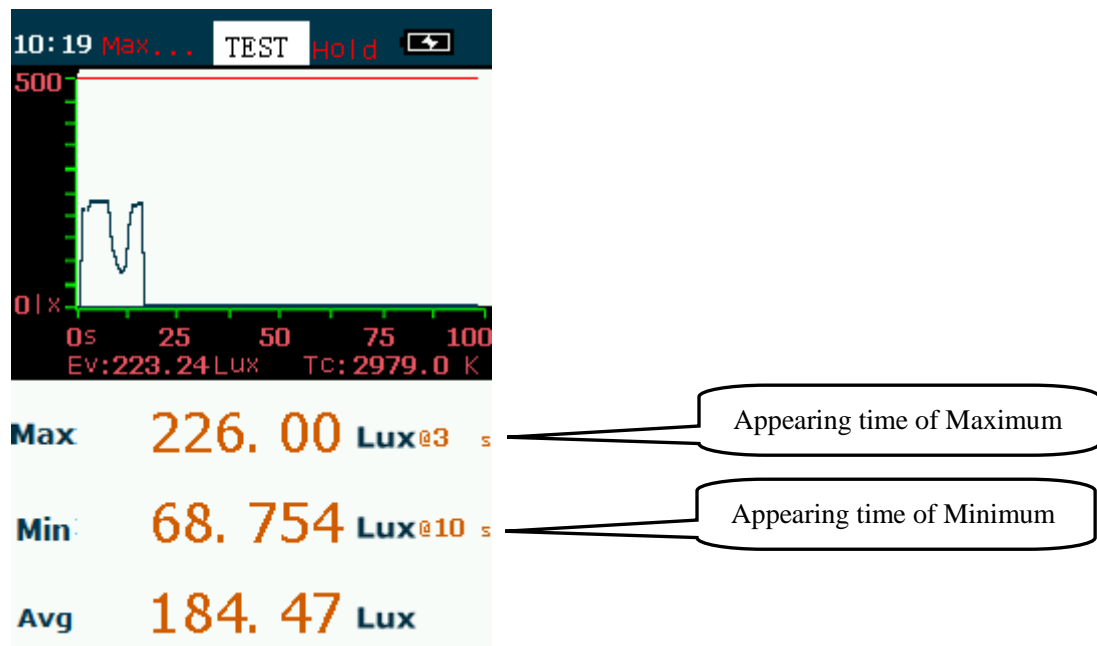 10:19 Max... TEST Hold
500
0lx
0s 25 50 75 100
Ev:223.24Lux Tc:2979.0 K
Max: 226.00 Lux@3 s
Appearing time of Maximum
Min: 68.754 Lux@10 s
Appearing time of Minimum
Avg 184.47 Lux